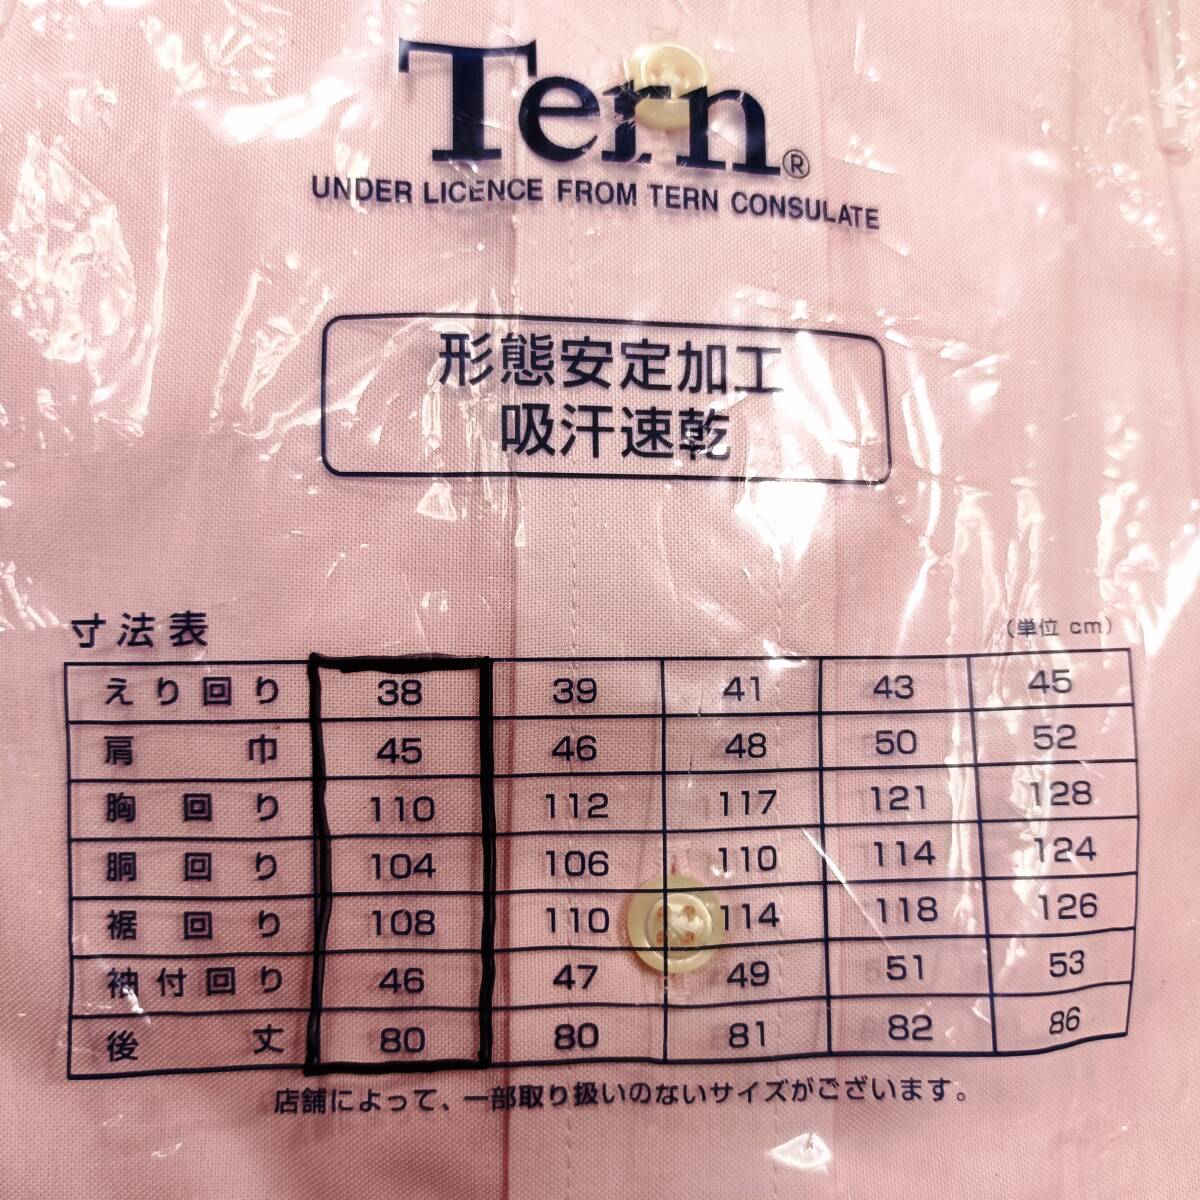 Tern®
UNDER LICENCE FROM TERN CONSULATE
形態安定加工
吸汗速乾
寸法表
（単位 cm）
えり回り 38 39 41 43 45
肩巾 45 46 48 50 52
胸回り 110 112 117 121 128
胴回り 104 106 110 114 124
裾回り 108 110 114 118 126
袖付回り 46 47 49 51 53
後丈 80 80 81 82 86
店舗によって、一部取り扱いのないサイズがございます。